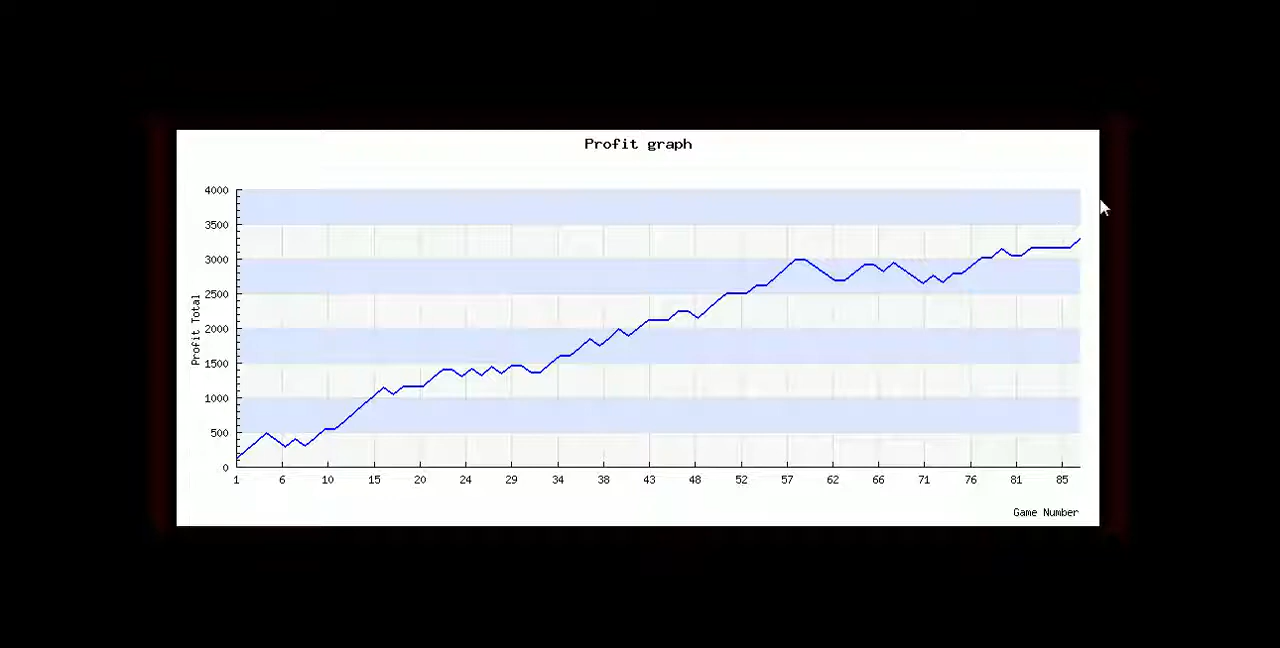 Profit graph
4000
3500
3000
2500
2000
1500
1000
500
0
Profit Total
1 6 10 15 20 24 29 34 38 43 48 52 57 62 66 71 76 81 85
Game Number